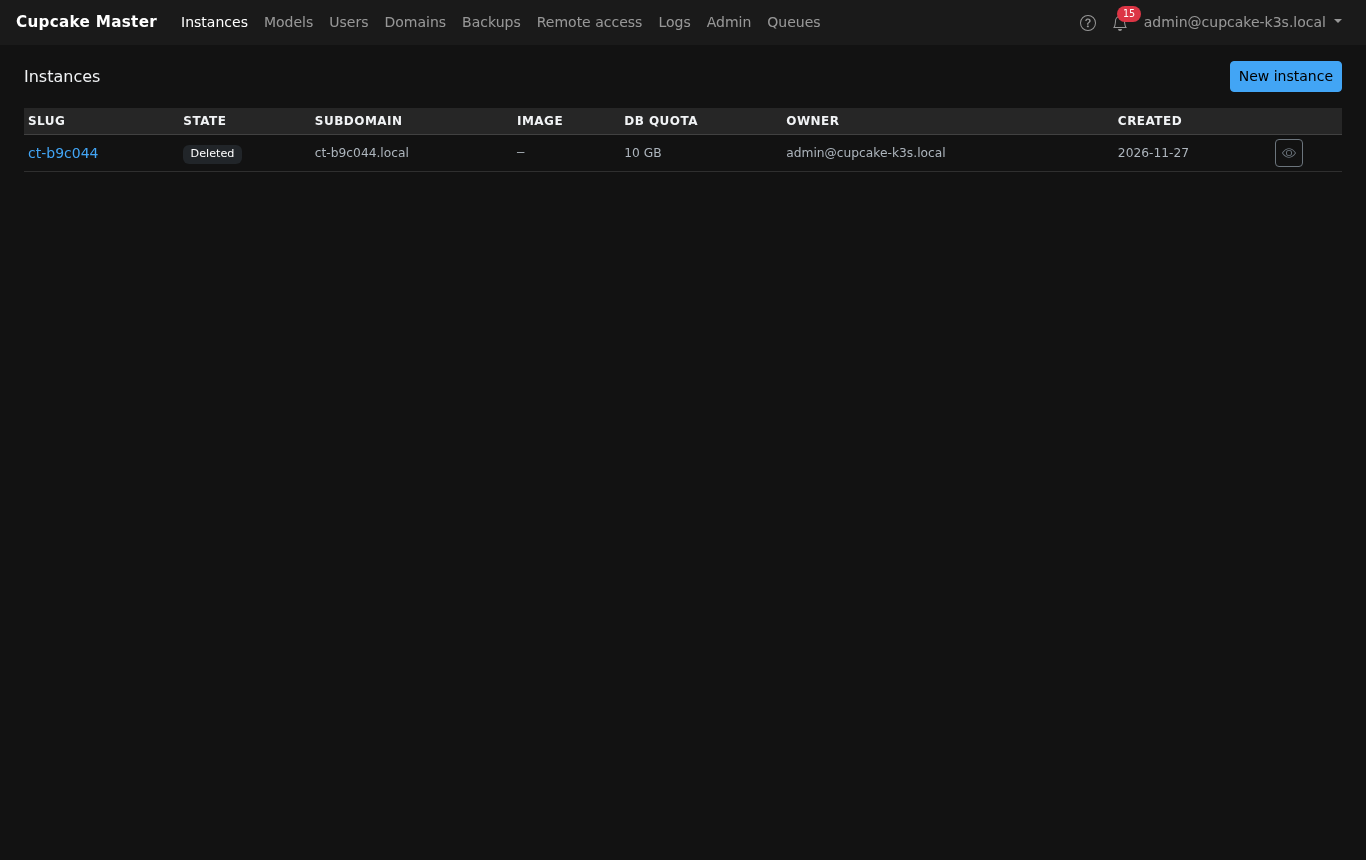 Cupcake Master Instances Models Users Domains Backups Remote access Logs Admin Queues 15 admin@cupcake-k3s.local
Instances New instance
SLUG STATE SUBDOMAIN IMAGE DB QUOTA OWNER CREATED
ct-b9c044 Deleted ct-b9c044.local — 10 GB admin@cupcake-k3s.local 2026-11-27